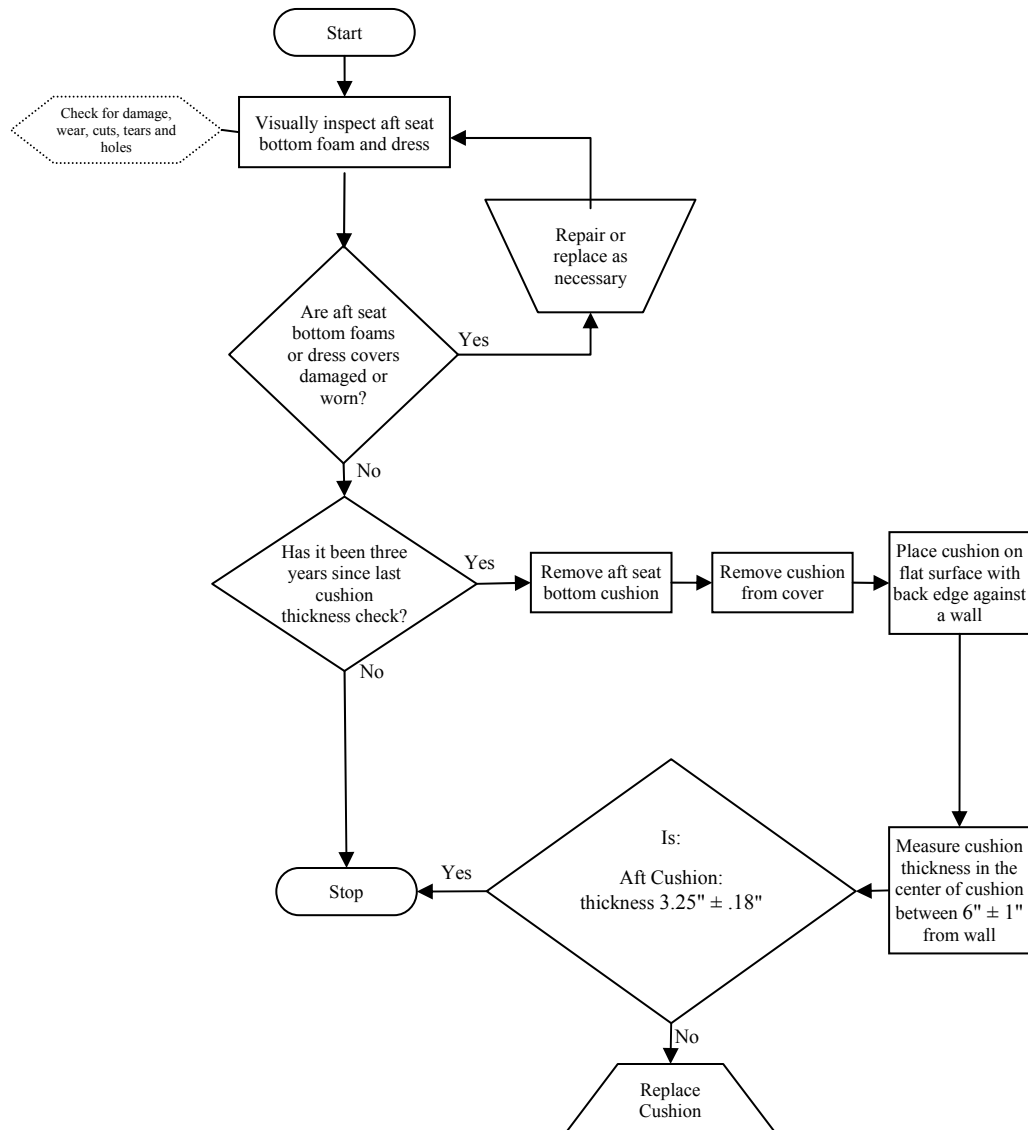 Start
Check for damage,
wear, cuts, tears and
holes
Visually inspect aft seat
bottom foam and dress
Repair or
replace as
necessary
Are aft seat
bottom foams
or dress covers
damaged or
worn?
Yes
No
Has it been three
years since last
cushion
thickness check?
Yes
Remove aft seat
bottom cushion
Remove cushion
from cover
Place cushion on
flat surface with
back edge against
a wall
No
Measure cushion
thickness in the
center of cushion
between 6" ± 1"
from wall
Is:
Aft Cushion:
thickness 3.25" ± .18"
Yes
Stop
No
Replace
Cushion